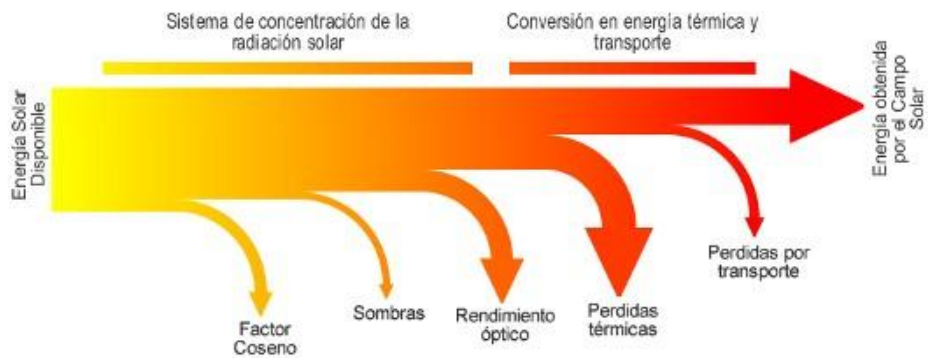 Sistema de concentración de la
radiación solar
Conversión en energía térmica y
transporte
Energía Solar
Disponible
Energía obtenida
por el Campo
Solar
Factor
Coseno
Sombras
Rendimiento
óptico
Perdidas
térmicas
Perdidas por
transporte